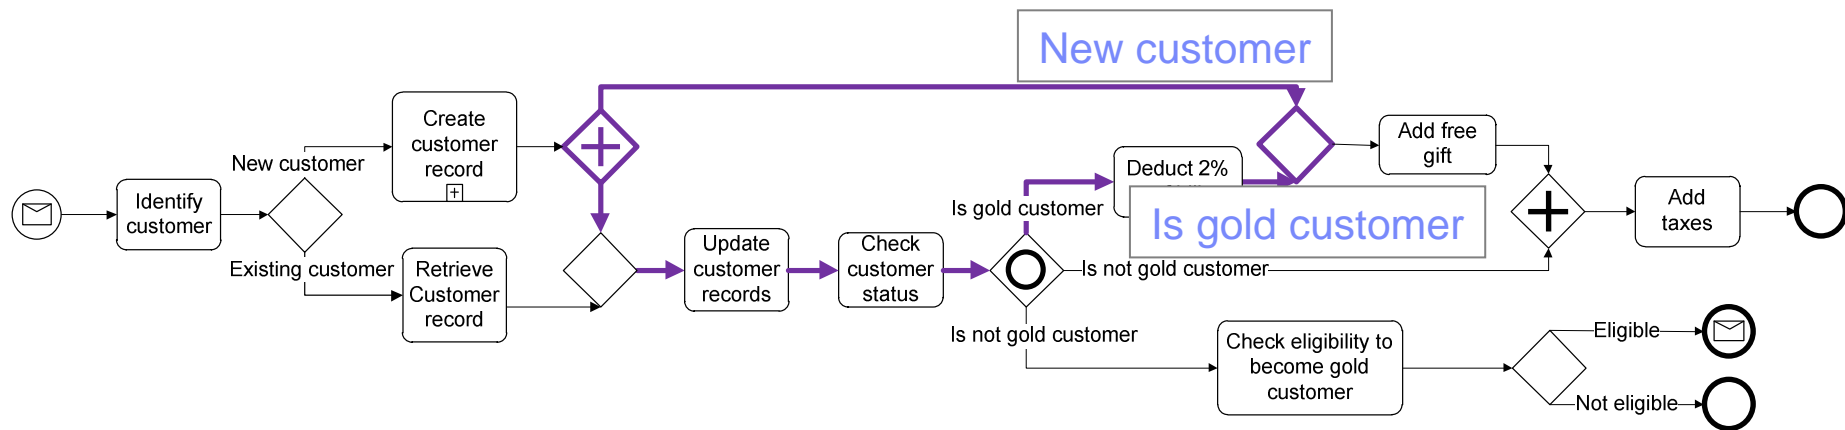 New customer
Create
customer
record
New customer
Identify
customer
Existing customer
Retrieve
Customer
record
Update
customer
records
Check
customer
status
Is gold customer
Deduct 2%
Is gold customer
Is not gold customer
Is not gold customer
Add free
gift
Add
taxes
Check eligibility to
become gold
customer
Eligible
Not eligible